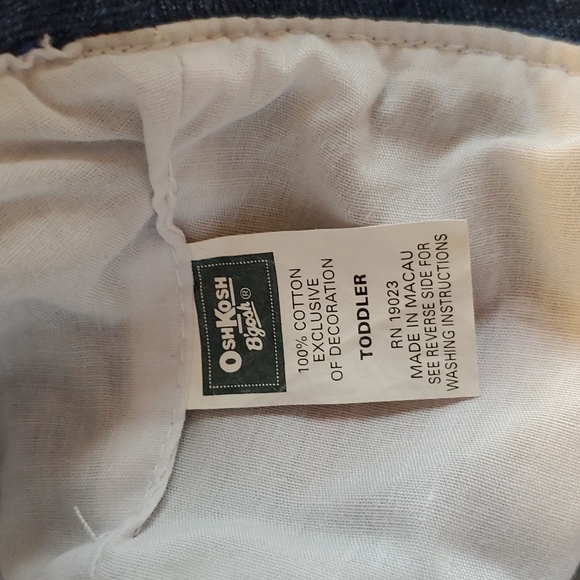 OSHKOSH
B'gosh ®
100% COTTON
EXCLUSIVE
OF DECORATION
TODDLER
RN 19023
MADE IN MACAU
SEE REVERSE SIDE FOR
WASHING INSTRUCTIONS